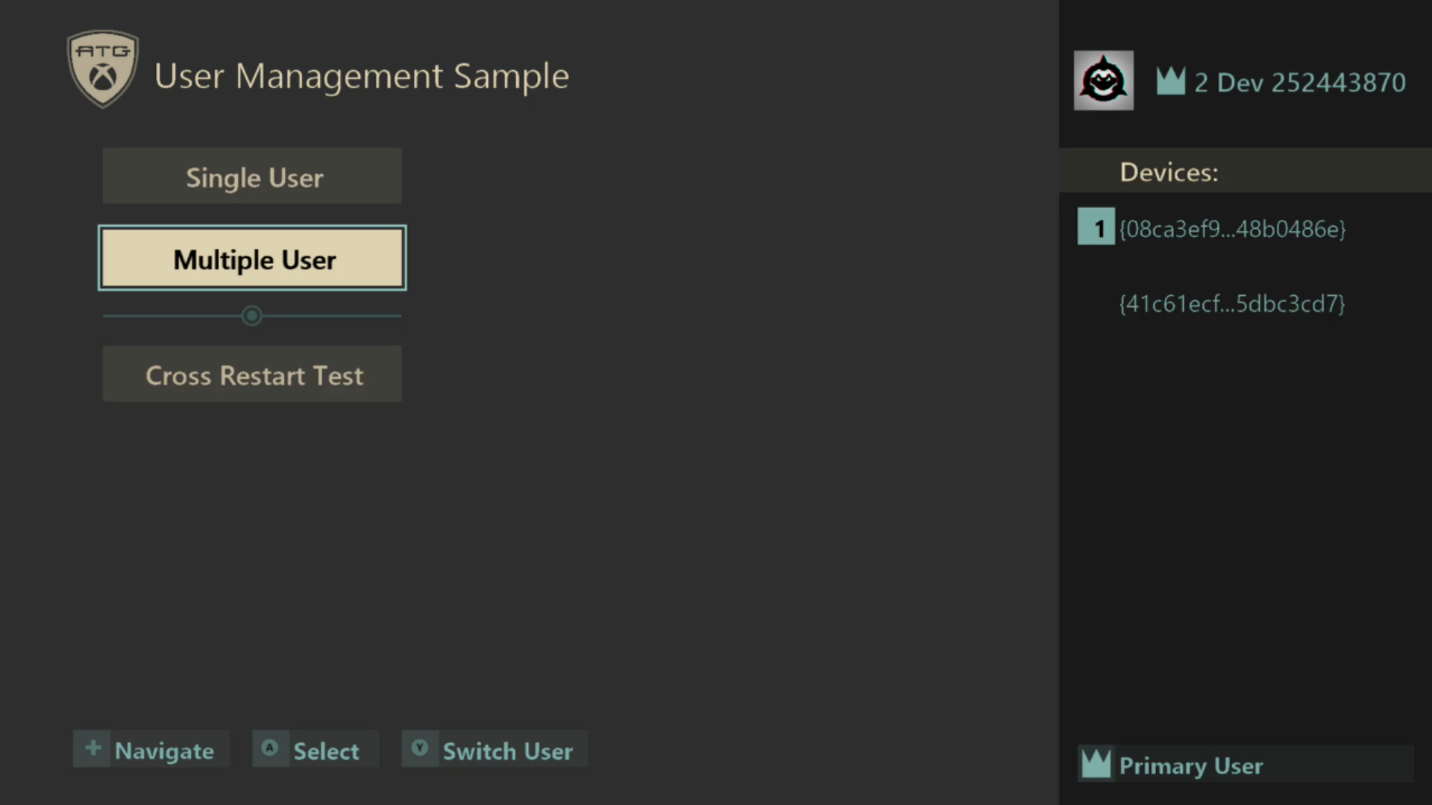 ATG
User Management Sample
Single User
Multiple User
Cross Restart Test
Navigate
A Select
Y Switch User
2 Dev 252443870
Devices:
1 {08ca3ef9...48b0486e}
{41c61ecf...5dbc3cd7}
Primary User